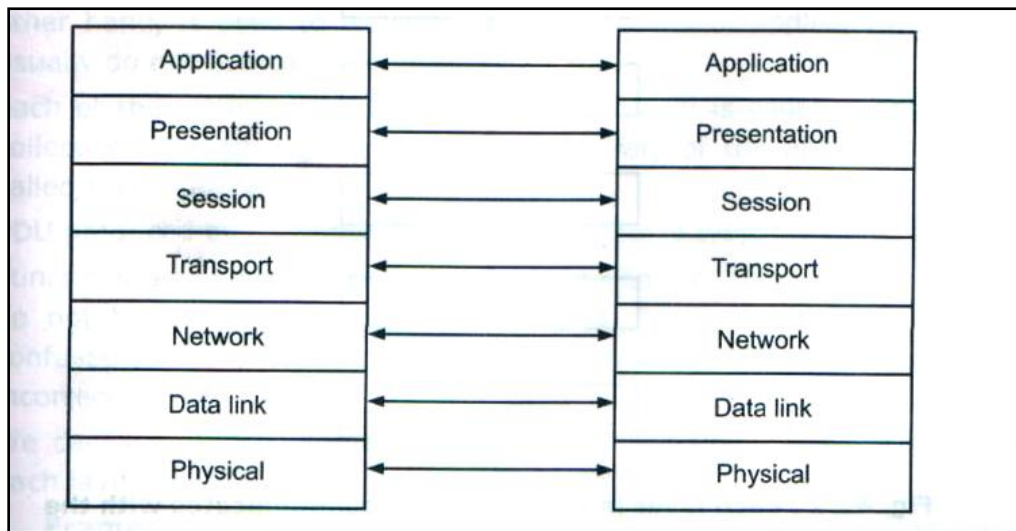 Application Application
Presentation Presentation
Session Session
Transport Transport
Network Network
Data link Data link
Physical Physical